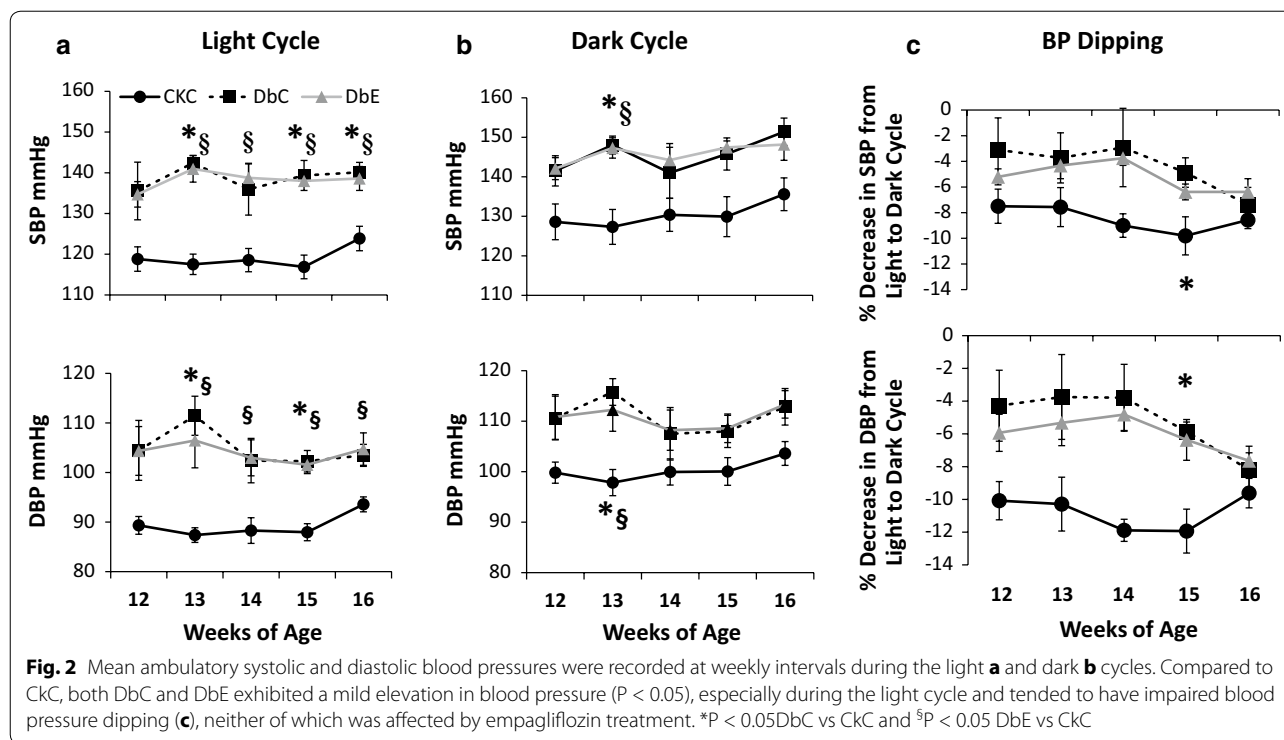 a Light Cycle
b Dark Cycle
c BP Dipping
CKC DbC DbE
SBP mmHg
160
150
140
130
120
110
*§ § *§ *§
SBP mmHg
160
150
140
130
120
110
*§
% Decrease in SBP from
Light to Dark Cycle
0
-2
-4
-6
-8
-10
-12
-14
*
DBP mmHg
120
110
100
90
80
*§ § *§ §
12 13 14 15 16
Weeks of Age
DBP mmHg
120
110
100
90
80
*§
12 13 14 15 16
Weeks of Age
% Decrease in DBP from
Light to Dark Cycle
0
-2
-4
-6
-8
-10
-12
-14
*
12 13 14 15 16
Weeks of Age
Fig. 2 Mean ambulatory systolic and diastolic blood pressures were recorded at weekly intervals during the light a and dark b cycles. Compared to
CkC, both DbC and DbE exhibited a mild elevation in blood pressure (P < 0.05), especially during the light cycle and tended to have impaired blood
pressure dipping (c), neither of which was affected by empagliflozin treatment. *P < 0.05DbC vs CkC and §P < 0.05 DbE vs CkC